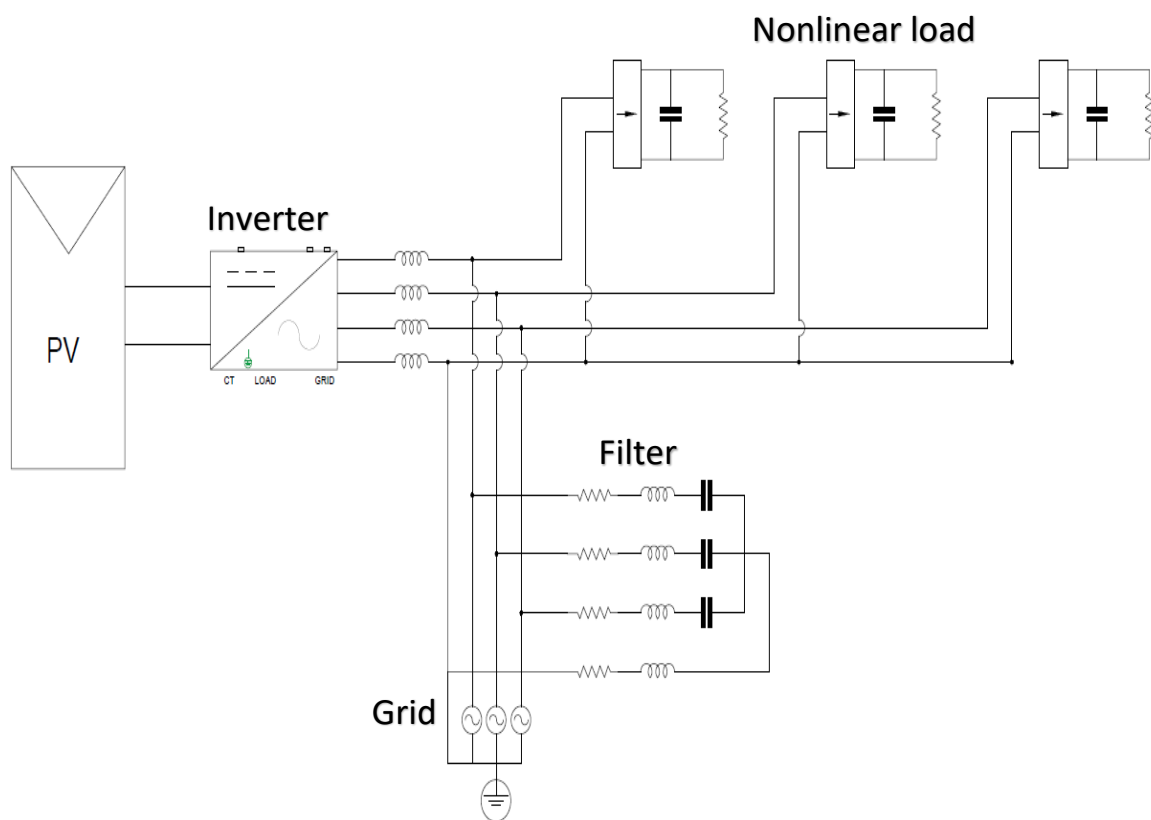 Nonlinear load
Inverter
PV
CT LOAD GRID
Filter
Grid